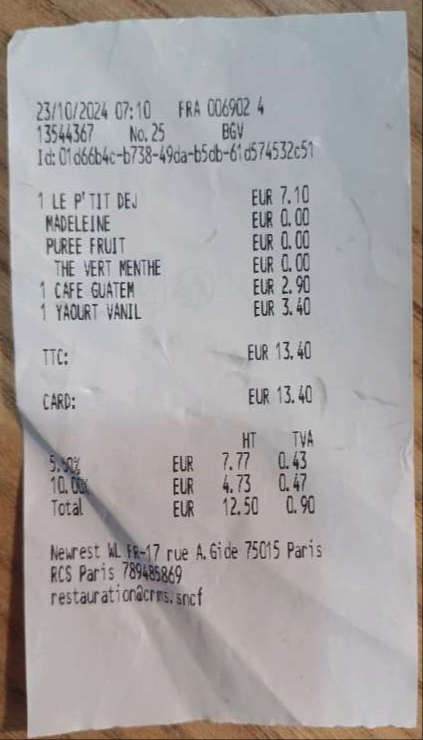 23/10/2024 07:10 FRA 006902 4
13544367 No.25 BGV
Id:01d66b4c-b738-49da-b5db-61d574532c51
1 LE P'TIT DEJ EUR 7.10
MADELEINE EUR 0.00
PUREE FRUIT EUR 0.00
THE VERT MENTHE EUR 0.00
1 CAFE GUATEM EUR 2.90
1 YAOURT VANIL EUR 3.40
TTC: EUR 13.40
CARD: EUR 13.40
HT TVA
5.50% EUR 7.77 0.43
10.00% EUR 4.73 0.47
Total EUR 12.50 0.90
Newrest WL FR-17 rue A.Gide 75015 Paris
RCS Paris 789485869
restauration@crms.sncf